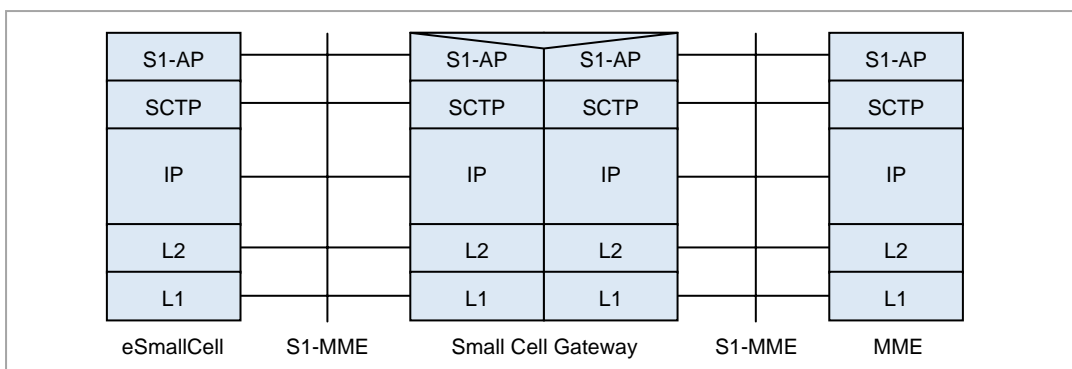 S1-AP S1-AP S1-AP S1-AP
SCTP SCTP SCTP SCTP
IP IP IP IP
L2 L2 L2 L2
L1 L1 L1 L1
eSmallCell S1-MME Small Cell Gateway S1-MME MME